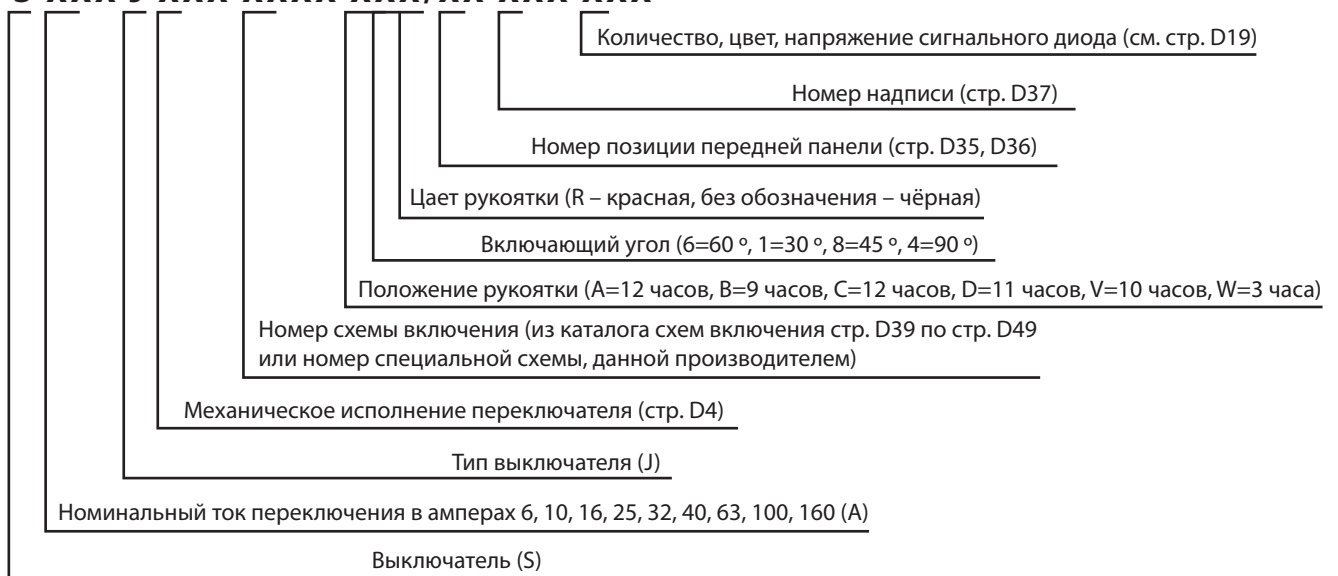 Количество, цвет, напряжение сигнального диода (см. стр. D19)
Номер надписи (стр. D37)
Номер позиции передней панели (стр. D35, D36)
Цает рукоятки (R – красная, без обозначения – чёрная)
Включающий угол (6=60 º, 1=30 º, 8=45 º, 4=90 º)
Положение рукоятки (A=12 часов, B=9 часов, C=12 часов, D=11 часов, V=10 часов, W=3 часа)
Номер схемы включения (из каталога схем включения стр. D39 по стр. D49
или номер специальной схемы, данной производителем)
Механическое исполнение переключателя (стр. D4)
Тип выключателя (J)
Номинальный ток переключения в амперах 6, 10, 16, 25, 32, 40, 63, 100, 160 (A)
Выключатель (S)